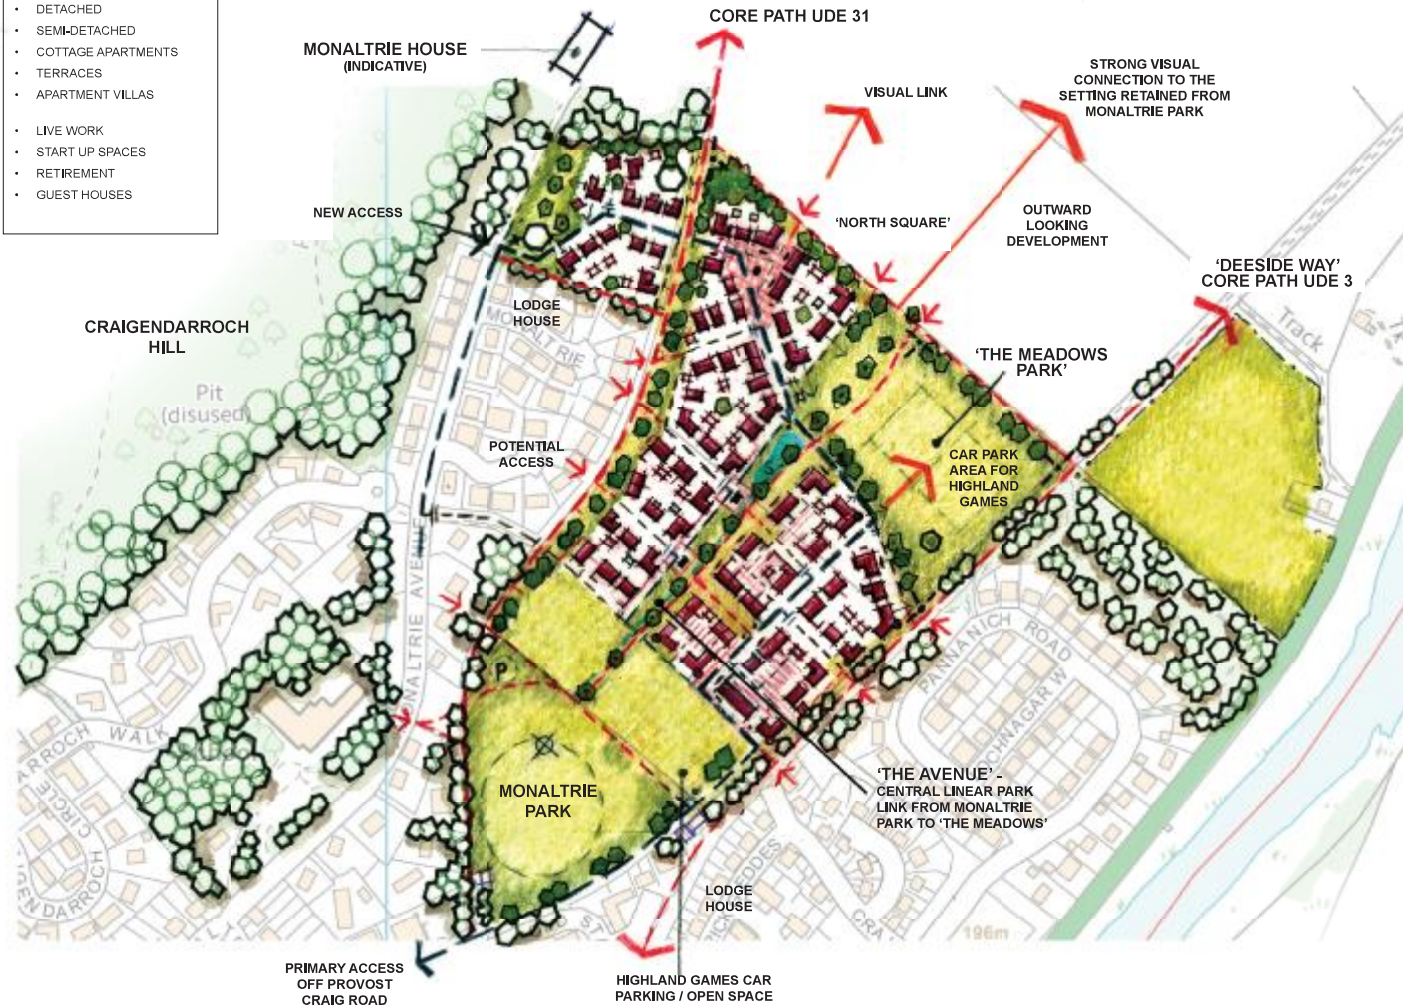 • DETACHED
• SEMI-DETACHED
• COTTAGE APARTMENTS
• TERRACES
• APARTMENT VILLAS
• LIVE WORK
• START UP SPACES
• RETIREMENT
• GUEST HOUSES
MONALTRIE HOUSE
(INDICATIVE)
CORE PATH UDE 31
VISUAL LINK
STRONG VISUAL
CONNECTION TO THE
SETTING RETAINED FROM
MONALTRIE PARK
NEW ACCESS
‘NORTH SQUARE’
OUTWARD
LOOKING
DEVELOPMENT
‘DEESIDE WAY’
CORE PATH UDE 3
Track
LODGE
HOUSE
MONALTRIE
CRAIGENDARROCH
HILL
Pit
(disused)
‘THE MEADOWS
PARK’
POTENTIAL
ACCESS
CAR PARK
AREA FOR
HIGHLAND
GAMES
MONALTRIE AVENUE
P
PANNANICH ROAD
WALK
MONALTRIE
PARK
‘THE AVENUE’ -
CENTRAL LINEAR PARK
LINK FROM MONALTRIE
PARK TO ‘THE MEADOWS’
CIRCLE
LODGE
HOUSE
ST
CRA
196m
PRIMARY ACCESS
OFF PROVOST
CRAIG ROAD
HIGHLAND GAMES CAR
PARKING / OPEN SPACE